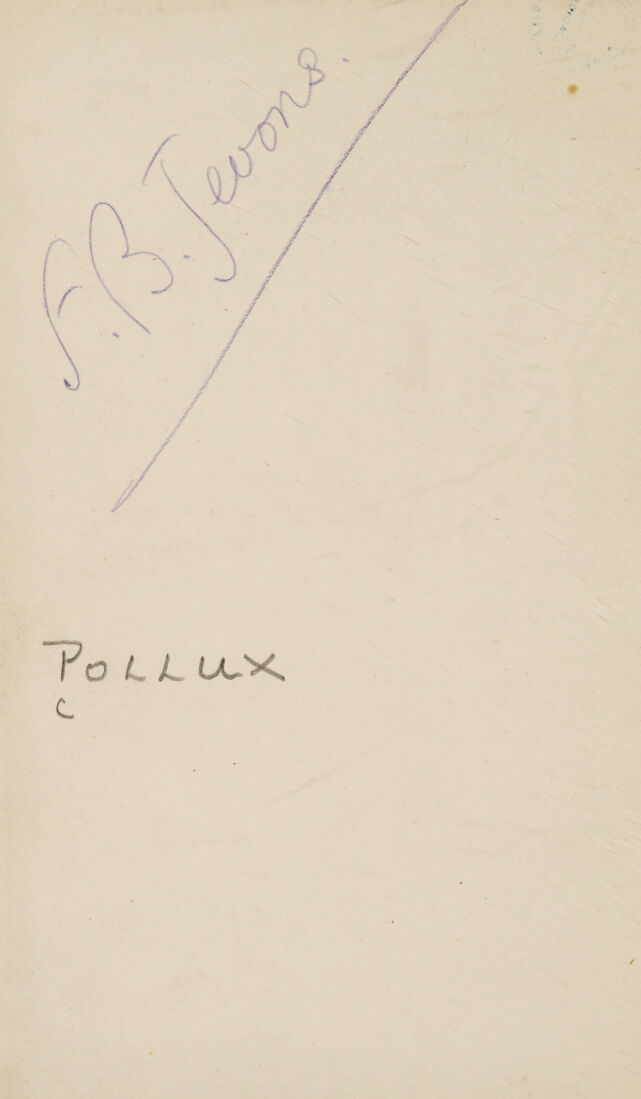 F. B. Jevons.
POLLUX
C